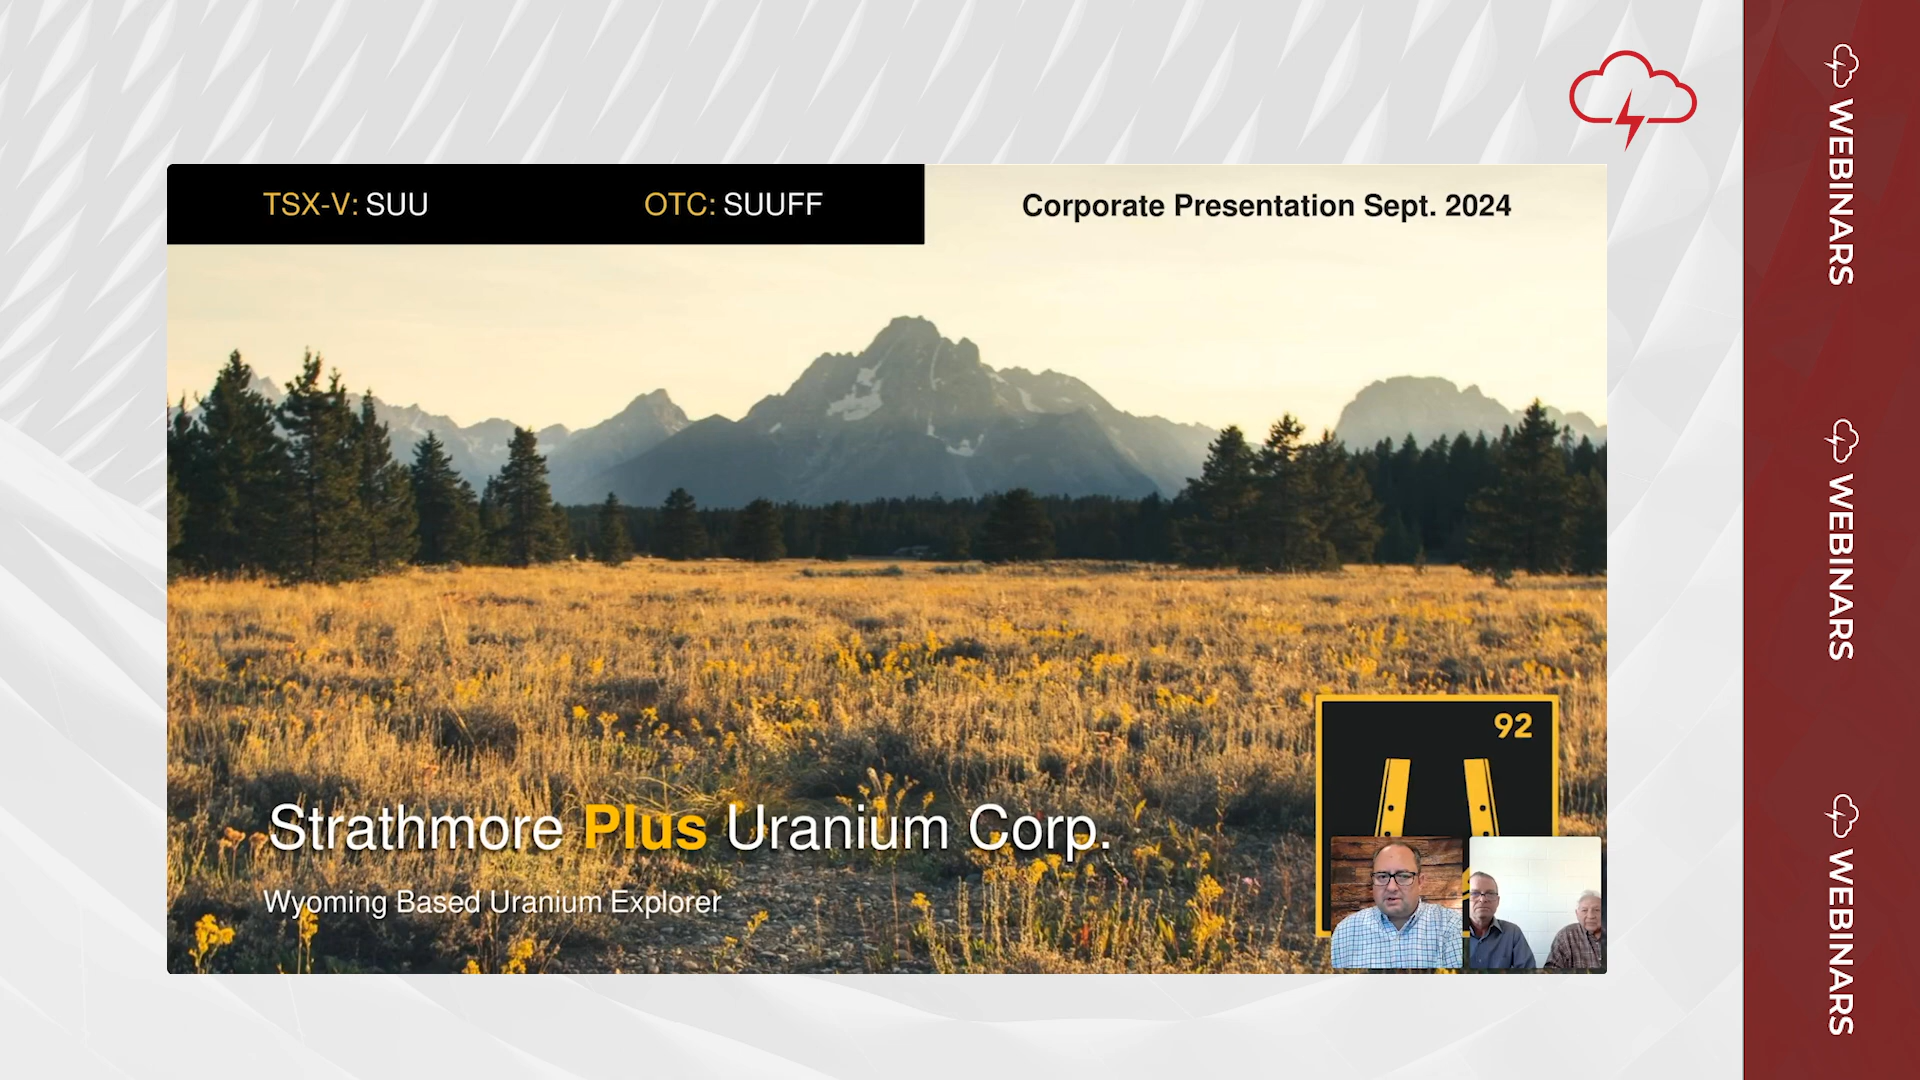 TSX-V: SUU
OTC: SUUFF
Corporate Presentation Sept. 2024
92
Strathmore Plus Uranium Corp.
Wyoming Based Uranium Explorer
WEBINARS
WEBINARS
WEBINARS